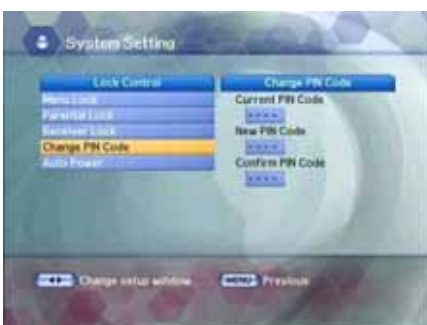 System Setting
Lock Control
Change PIN Code
Menu Lock
Current PIN Code
****
Parental Lock
Receiver Lock
New PIN Code
****
Change PIN Code
Auto Power
Confirm PIN Code
****
Change setup window
MENU Previous